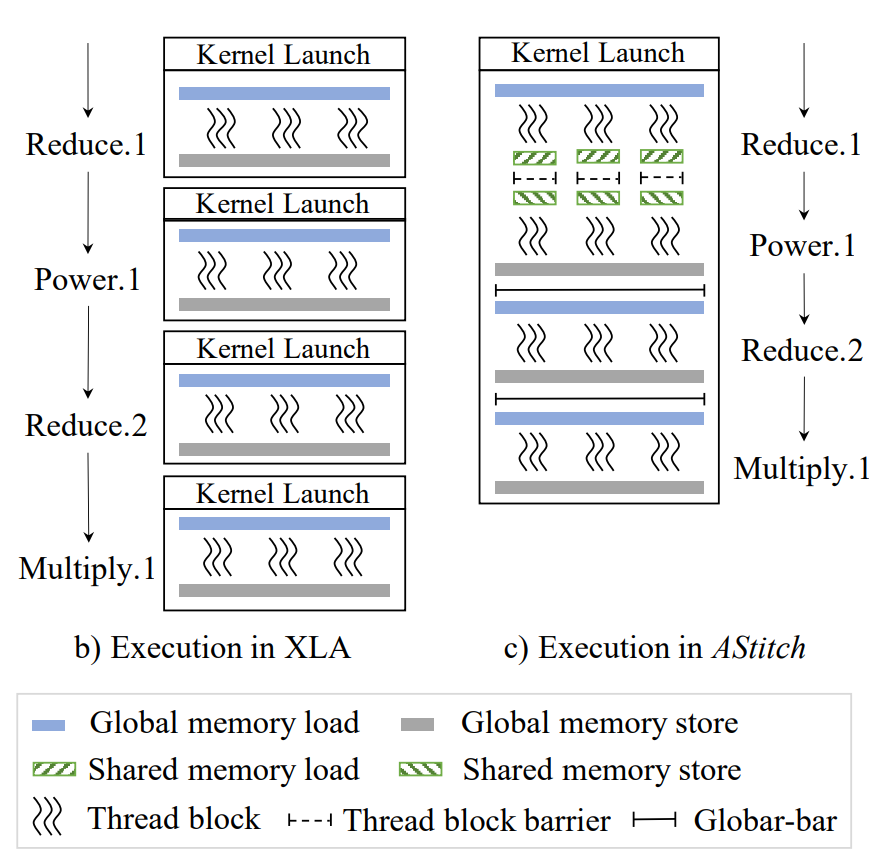 Kernel Launch
Reduce.1
Kernel Launch
Power.1
Kernel Launch
Reduce.2
Kernel Launch
Multiply.1
b) Execution in XLA
Kernel Launch
Reduce.1
Power.1
Reduce.2
Multiply.1
c) Execution in AStitch
Global memory load
Global memory store
Shared memory load
Shared memory store
Thread block
Thread block barrier
Globar-bar